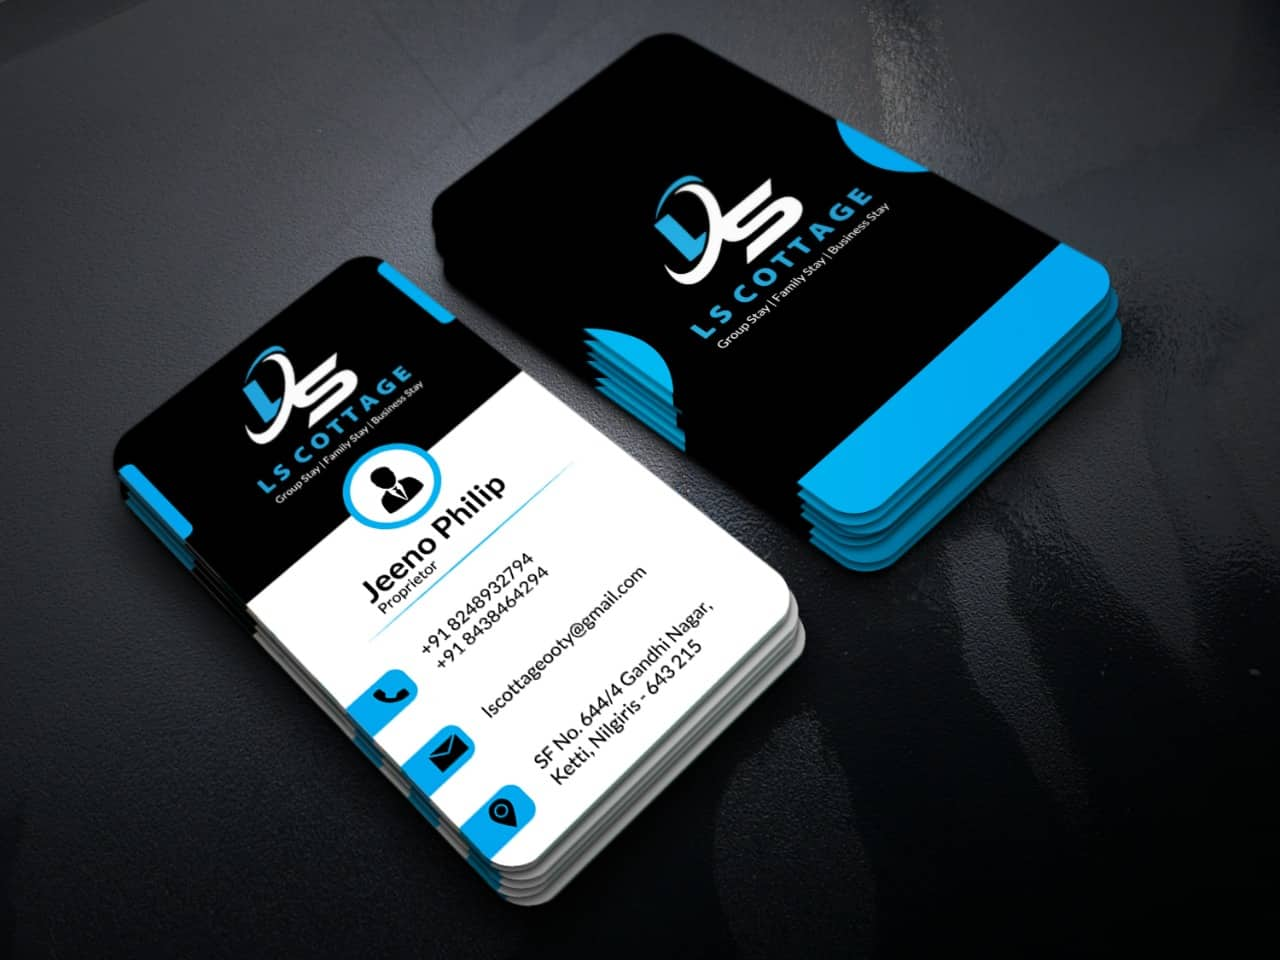 LS
LS COTTAGE
Group Stay | Family Stay | Business Stay
Jeeno Philip
Proprietor
+91 8248932794
+91 8438464294
lscottageooty@gmail.com
SF No. 644/4 Gandhi Nagar,
Ketti, Nilgiris - 643 215
LS
LS COTTAGE
Group Stay | Family Stay | Business Stay